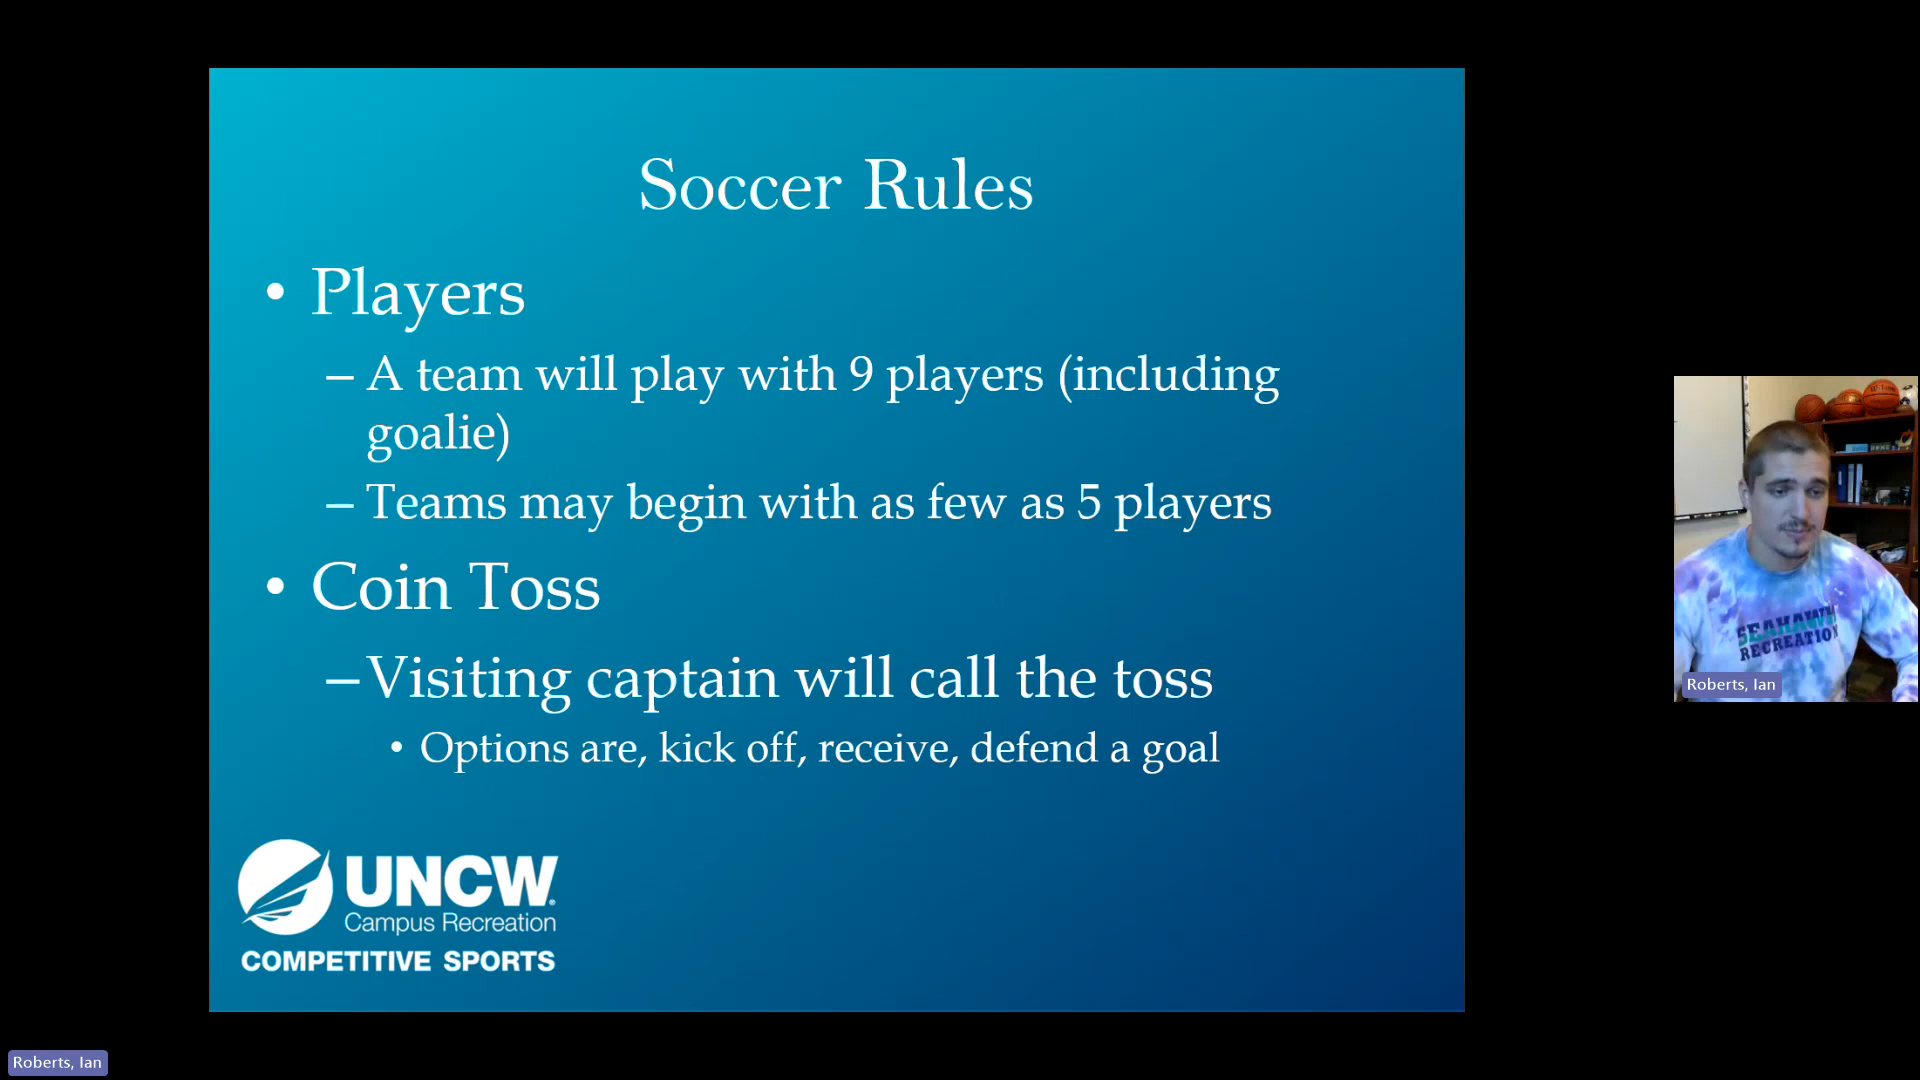 Soccer Rules
• Players
– A team will play with 9 players (including
goalie)
– Teams may begin with as few as 5 players
• Coin Toss
– Visiting captain will call the toss
• Options are, kick off, receive, defend a goal
UNCW
Campus Recreation
COMPETITIVE SPORTS
SEAHAWK
RECREATION
Roberts, Ian
Roberts, Ian